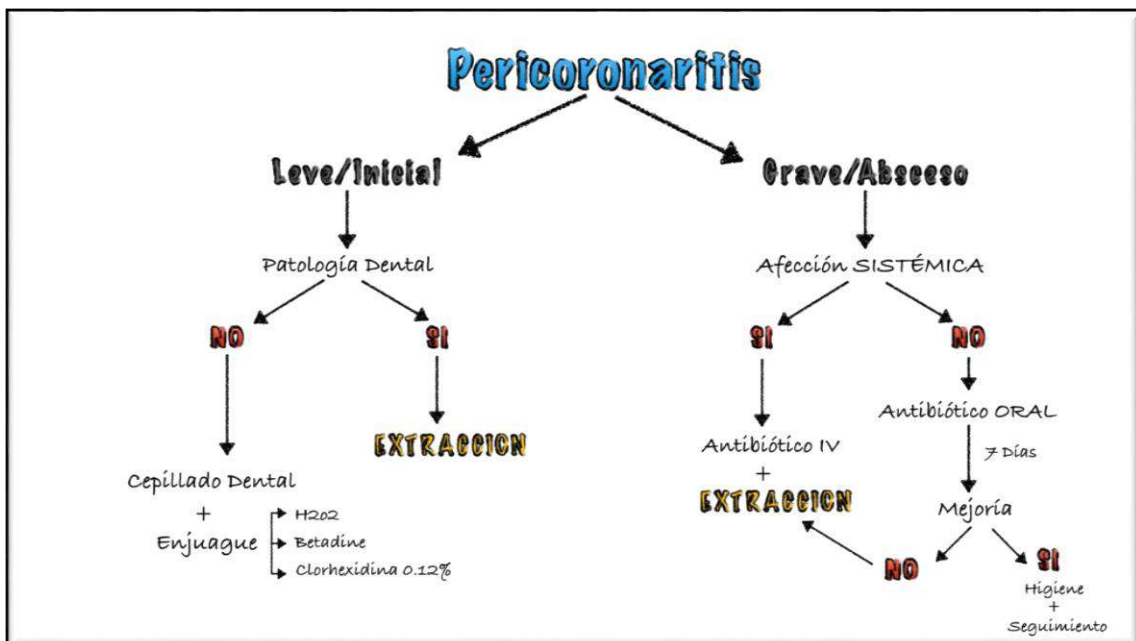 Pericoronaritis
Leve/Inicial
Grave/Absceso
Patología Dental
Afección SISTÉMICA
NO
SI
SI
NO
Antibiótico ORAL
7 Días
EXTRACCION
Antibiótico IV
+
EXTRACCION
Cepillado Dental
+
Enjuague
H2O2
Betadine
Clorhexidina 0.12%
Mejoría
NO
SI
Higiene
+
Seguimiento